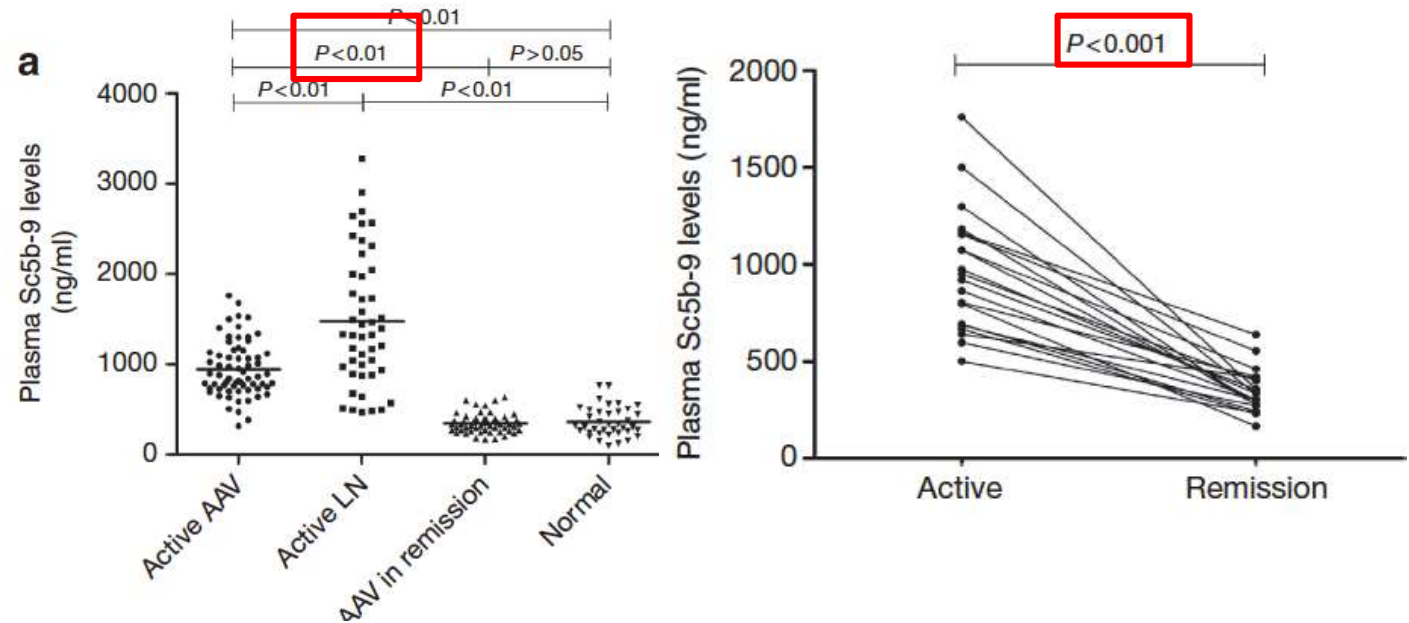 P<0.01
a
P<0.01
P>0.05
P<0.01
P<0.01
Plasma Sc5b-9 levels
(ng/ml)
4000
3000
2000
1000
0
Active AAV
Active LN
AAV in remission
Normal
P<0.001
Plasma Sc5b-9 levels (ng/ml)
2000
1500
1000
500
0
Active
Remission